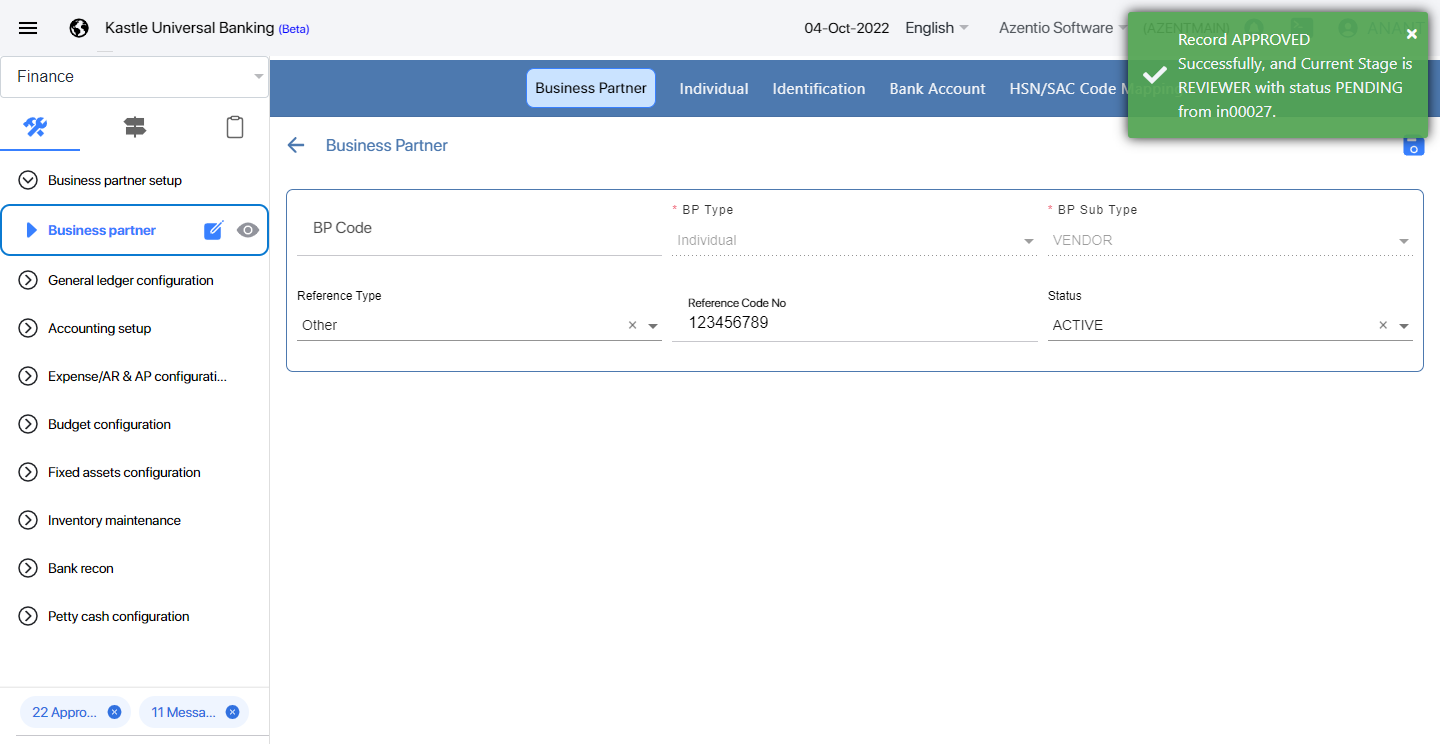 Kastle Universal Banking (Beta)
04-Oct-2022
English
Azentio Software
(AZENTMAIN)
Record APPROVED
Successfully, and Current Stage is
REVIEWER with status PENDING
from in00027.
Finance
Business Partner
Individual
Identification
Bank Account
HSN/SAC Code Mapping
Business Partner
Business partner setup
Business partner
General ledger configuration
Accounting setup
Expense/AR & AP configurati...
Budget configuration
Fixed assets configuration
Inventory maintenance
Bank recon
Petty cash configuration
22 Appro...
11 Messa...
BP Code
* BP Type
Individual
* BP Sub Type
VENDOR
Reference Type
Other
Reference Code No
123456789
Status
ACTIVE